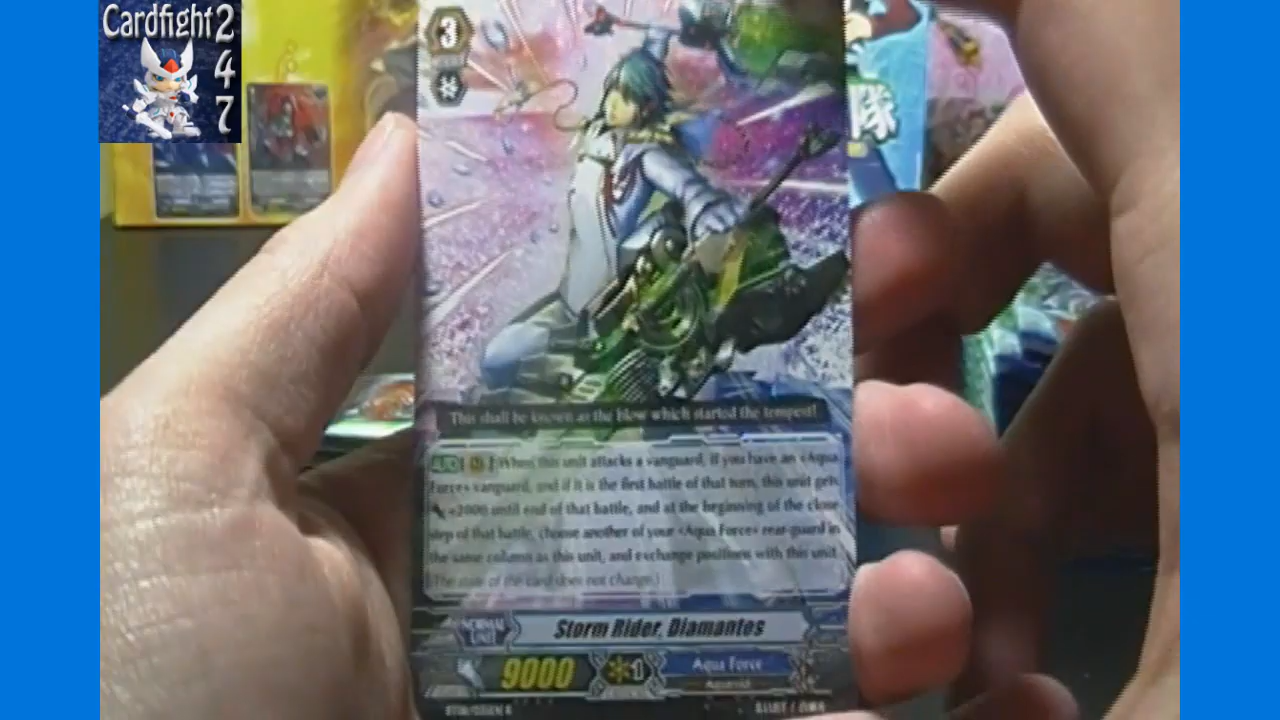 Cardfight2
4
7
3
隊
This shall be known as the blow which started the tempest!
AUTO [R]: When this unit attacks a vanguard, if you have an «Aqua
Force» vanguard, and if it is the first battle of that turn, this unit gets
+2000 until end of that battle, and at the beginning of the close
step of that battle, choose another of your «Aqua Force» rear-guard in
the same column as this unit, and exchange positions with this unit.
(The state of the card does not change.)
NORMAL
UNIT
Storm Rider, Diamantes
9000
1
Aqua Force
Aquaroid